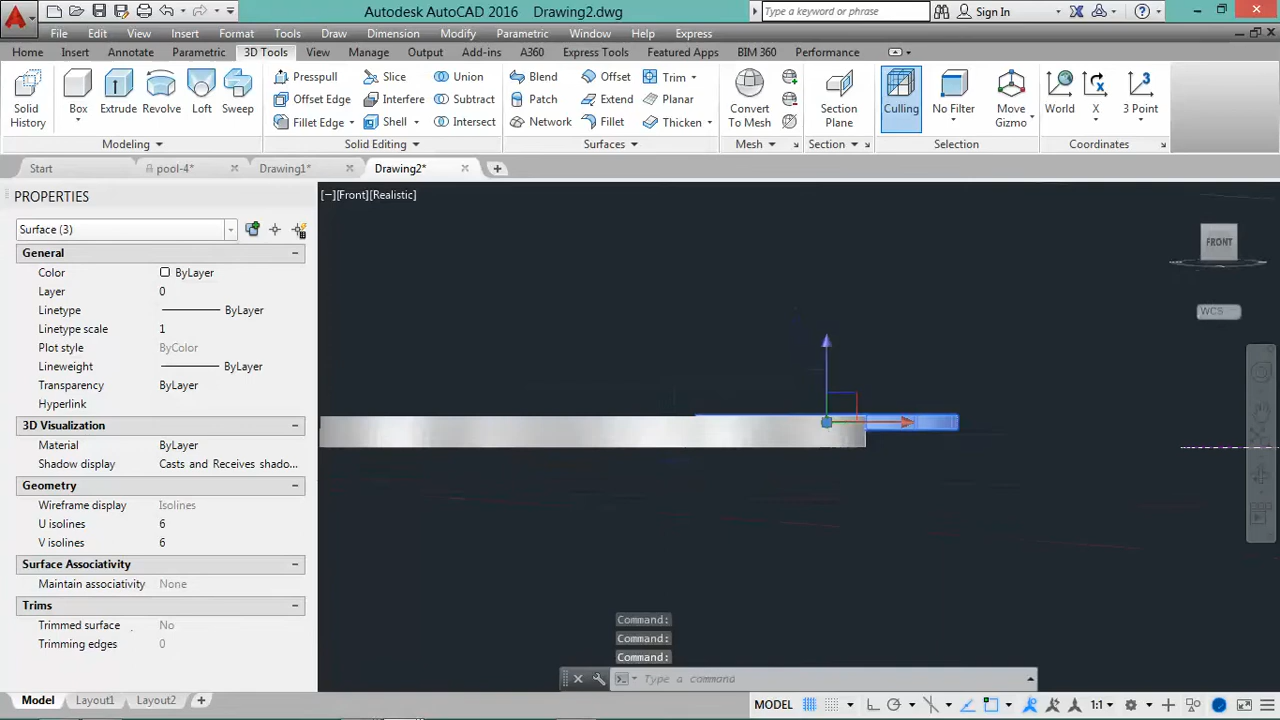 Autodesk AutoCAD 2016 Drawing2.dwg
Type a keyword or phrase
Sign In
File Edit View Insert Format Tools Draw Dimension Modify Parametric Window Help Express
Home Insert Annotate Parametric 3D Tools View Manage Output Add-ins A360 Express Tools Featured Apps BIM 360 Performance
Solid History
Box
Extrude
Revolve
Loft
Sweep
Presspull
Offset Edge
Fillet Edge
Slice
Interfere
Shell
Union
Subtract
Intersect
Blend
Patch
Network
Offset
Extend
Fillet
Trim
Planar
Thicken
Convert To Mesh
Section Plane
Culling
No Filter
Move Gizmo
World
X
3 Point
Modeling Solid Editing Surfaces Mesh Section Selection Coordinates
Start pool-4* Drawing1* Drawing2*
PROPERTIES
Surface (3)
General
Color ByLayer
Layer 0
Linetype ByLayer
Linetype scale 1
Plot style ByColor
Lineweight ByLayer
Transparency ByLayer
Hyperlink
3D Visualization
Material ByLayer
Shadow display Casts and Receives shado...
Geometry
Wireframe display Isolines
U isolines 6
V isolines 6
Surface Associativity
Maintain associativity None
Trims
Trimmed surface No
Trimming edges 0
[−][Front][Realistic]
FRONT
WCS
Command:
Command:
Command:
Type a command
Model Layout1 Layout2
MODEL
1:1